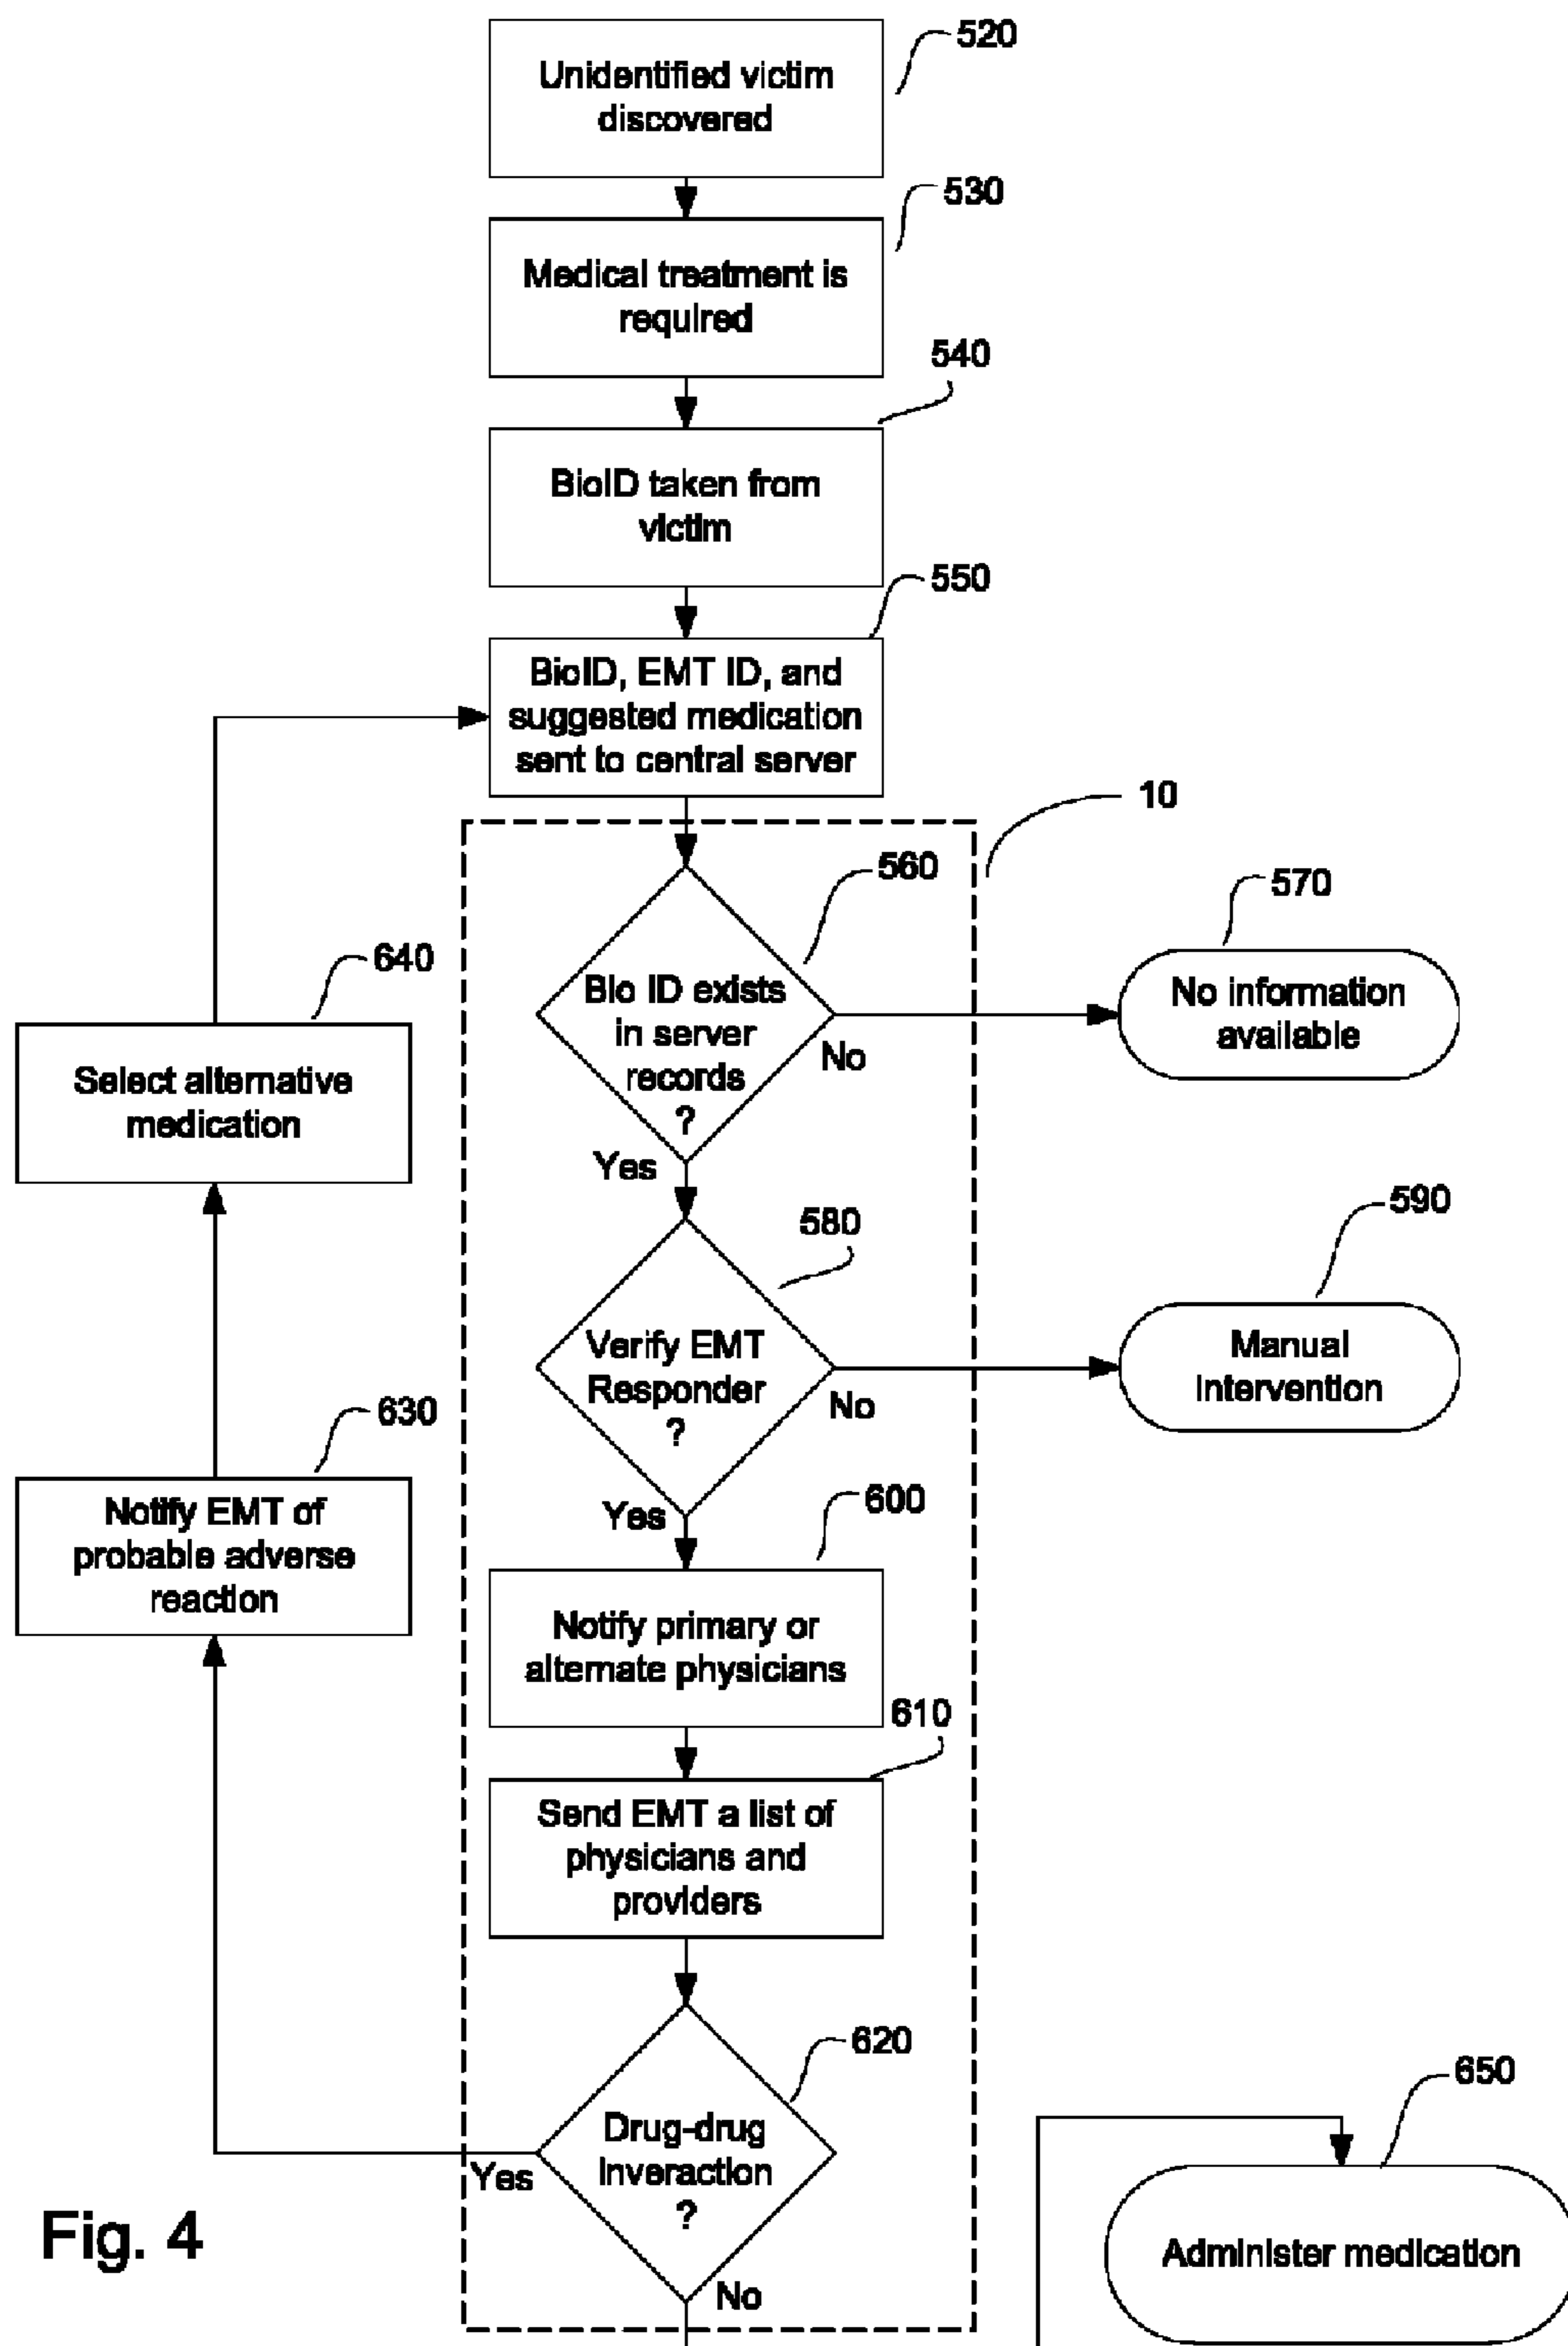 520
Unidentified victim
discovered
530
Medical treatment is
required
540
BioID taken from
victim
550
BioID, EMT ID, and
suggested medication
sent to central server
10
560
Bio ID exists
in server
records
?
No
Yes
570
No information
available
580
Verify EMT
Responder
?
No
Yes
590
Manual
Intervention
600
Notify primary or
alternate physicians
610
Send EMT a list of
physicians and
providers
620
Drug-drug
Inveraction
?
Yes
No
630
Notify EMT of
probable adverse
reaction
640
Select alternative
medication
650
Administer medication
Fig. 4